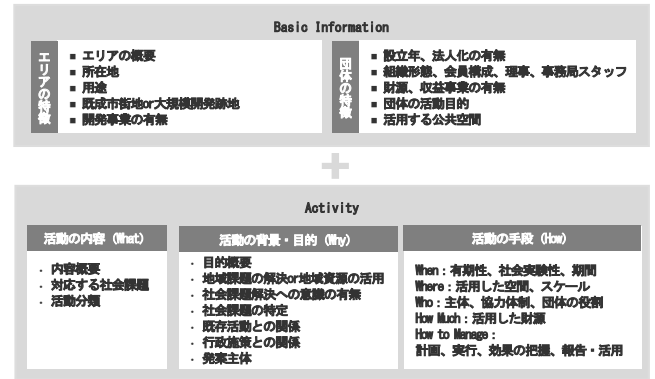 Basic Information
エリアの特徴
■ エリアの概要
■ 所在地
■ 用途
■ 既成市街地or大規模開発跡地
■ 開発事業の有無
団体の特徴
■ 設立年、法人化の有無
■ 組織形態、会員構成、理事、事務局スタッフ
■ 財源、収益事業の有無
■ 団体の活動目的
■ 活用する公共空間
+
Activity
活動の内容（What）
. 内容概要
. 対応する社会課題
. 活動分類
活動の背景・目的（Why）
. 目的概要
. 地域課題の解決or地域資源の活用
. 社会課題解決への意識の有無
. 社会課題の特定
. 既存活動との関係
. 行政施策との関係
. 発案主体
活動の手段（How）
When：有期性、社会実験性、期間
Where：活用した空間、スケール
Who：主体、協力体制、団体の役割
How Much：活用した財源
How to Manage：
計画、実行、効果の把握、報告・活用